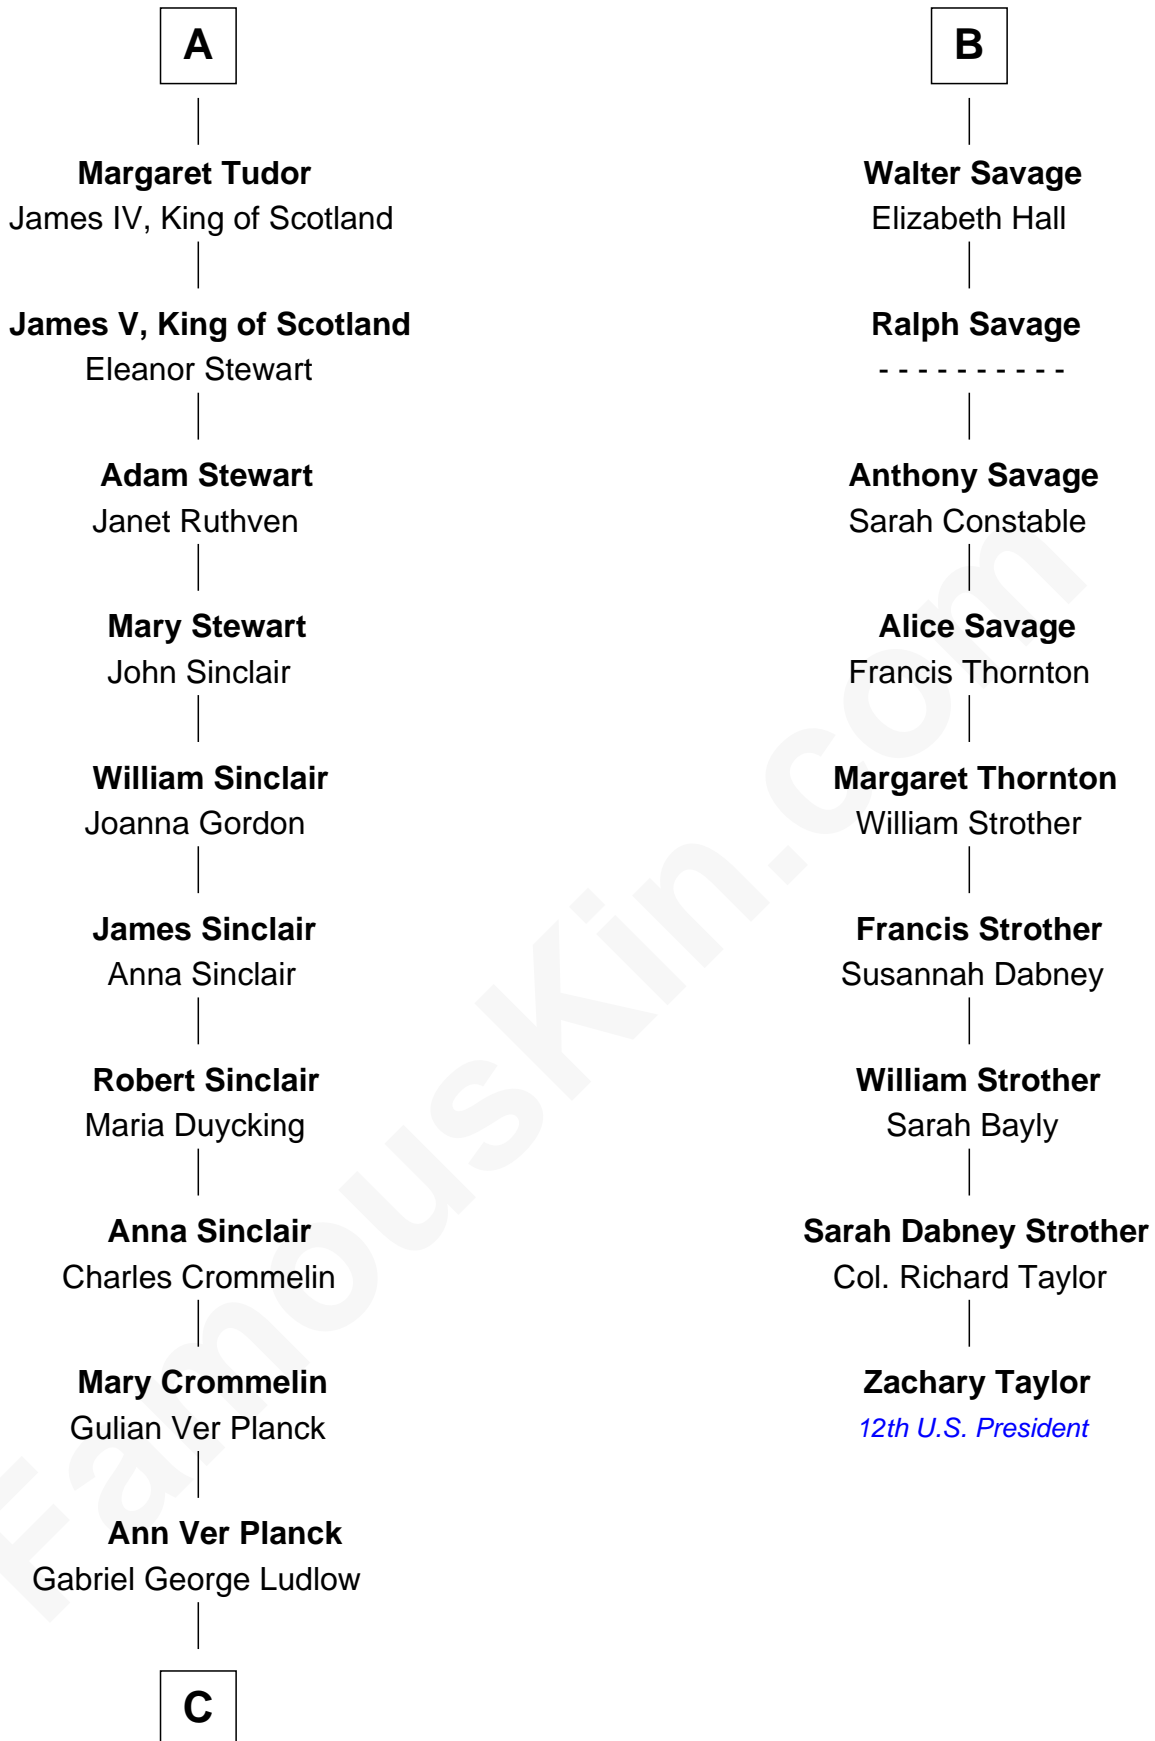 A
Margaret Tudor
James IV, King of Scotland
James V, King of Scotland
Eleanor Stewart
Adam Stewart
Janet Ruthven
Mary Stewart
John Sinclair
William Sinclair
Joanna Gordon
James Sinclair
Anna Sinclair
Robert Sinclair
Maria Duycking
Anna Sinclair
Charles Crommelin
Mary Crommelin
Gulian Ver Planck
Ann Ver Planck
Gabriel George Ludlow
C
B
Walter Savage
Elizabeth Hall
Ralph Savage
- - - - - - - - - -
Anthony Savage
Sarah Constable
Alice Savage
Francis Thornton
Margaret Thornton
William Strother
Francis Strother
Susannah Dabney
William Strother
Sarah Bayly
Sarah Dabney Strother
Col. Richard Taylor
Zachary Taylor
12th U.S. President
FamousKin.com